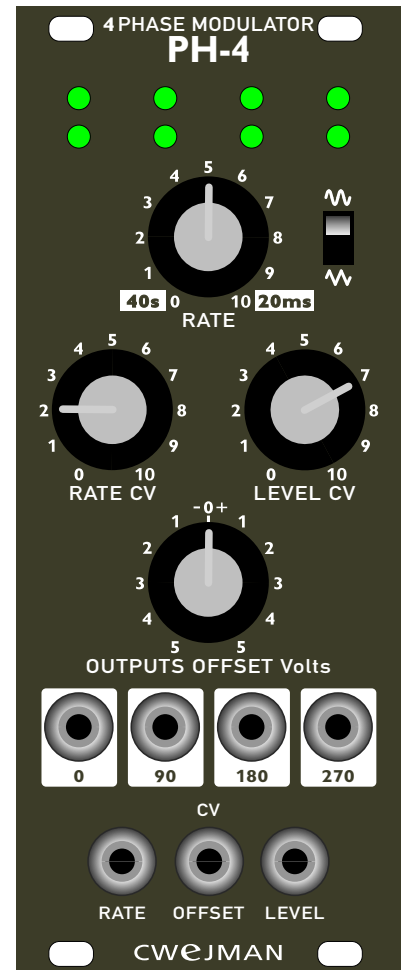 4 PHASE MODULATOR
PH-4
5
4 6
3 7
2 8
1 9
40s 0 10 20ms
RATE
5 5
4 6 4 6
3 7 3 7
2 8 2 8
1 9 1 9
0 10 0 10
RATE CV LEVEL CV
-0+
1 1
2 2
3 3
4 4
5 5
OUTPUTS OFFSET Volts
0 90 180 270
CV
RATE OFFSET LEVEL
CWeJMAN